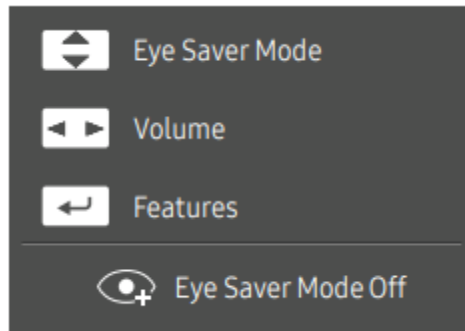 Eye Saver Mode
Volume
Features
Eye Saver Mode Off